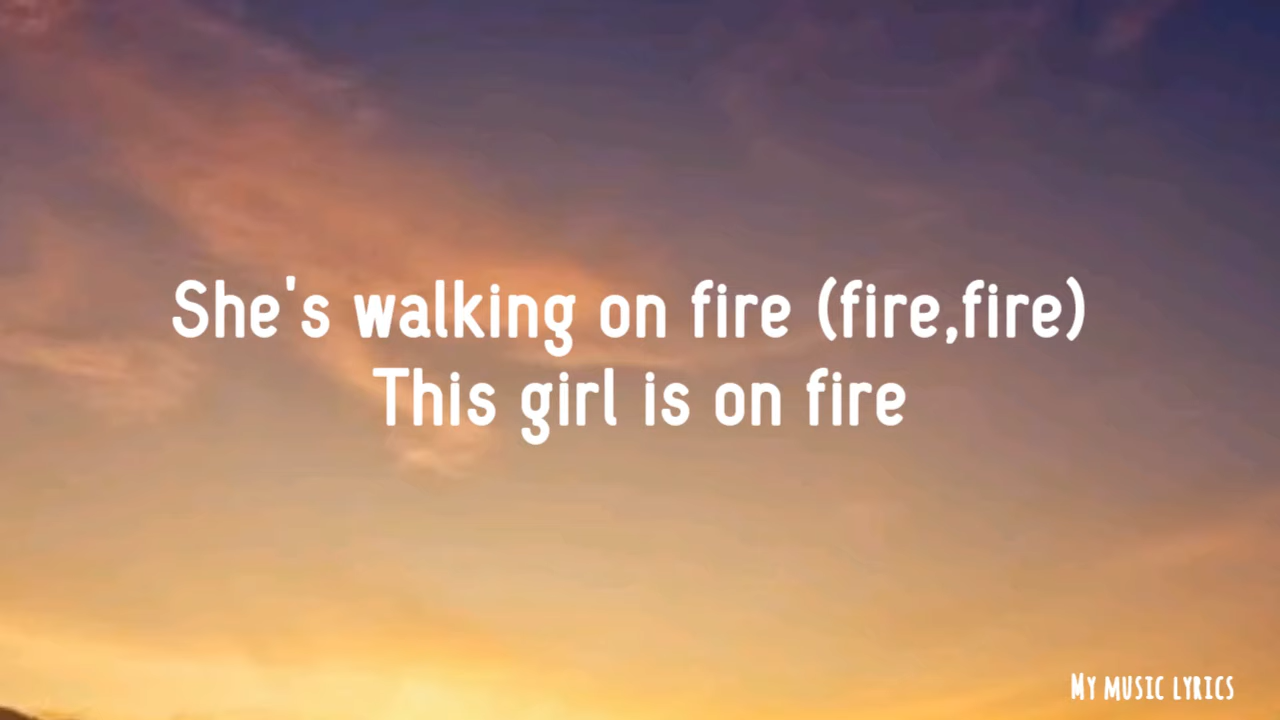 She's walking on fire (fire,fire)
This girl is on fire
My music lyrics